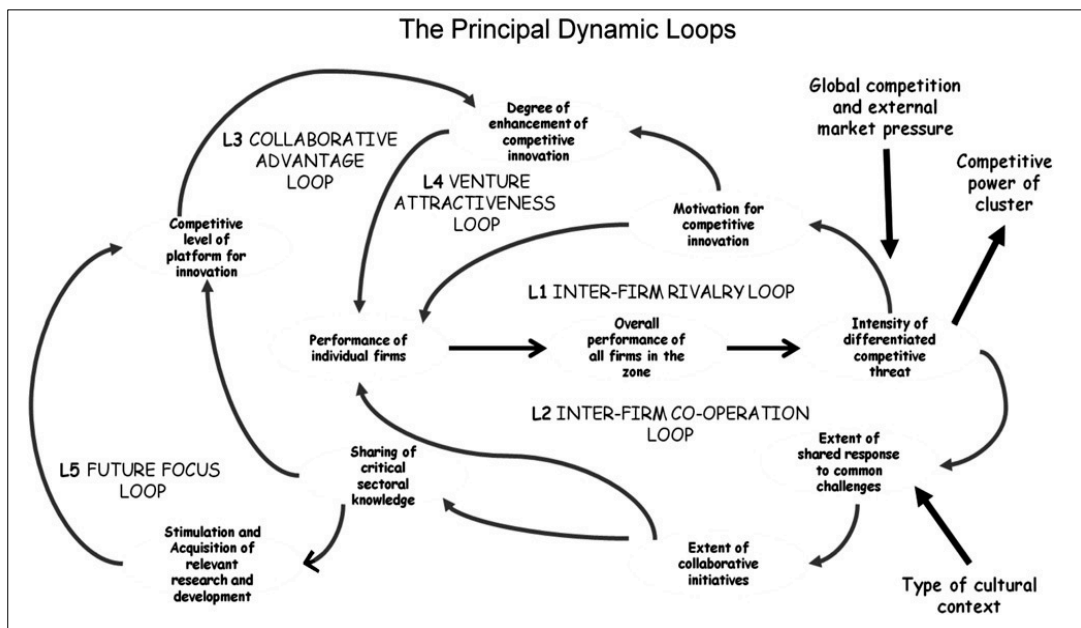 The Principal Dynamic Loops
Global competition
and external
market pressure
Degree of
enhancement of
competitive
innovation
L3 COLLABORATIVE
ADVANTAGE
LOOP
Competitive
power of
cluster
L4 VENTURE
ATTRACTIVENESS
LOOP
Motivation for
competitive
innovation
Competitive
level of
platform for
innovation
L1 INTER-FIRM RIVALRY LOOP
Performance of
individual firms
Overall
performance of
all firms in the
zone
Intensity of
differentiated
competitive
threat
L2 INTER-FIRM CO-OPERATION
LOOP
Extent of
shared response
to common
challenges
Sharing of
critical
sectoral
knowledge
L5 FUTURE FOCUS
LOOP
Stimulation and
Acquisition of
relevant
research and
development
Extent of
collaborative
initiatives
Type of cultural
context